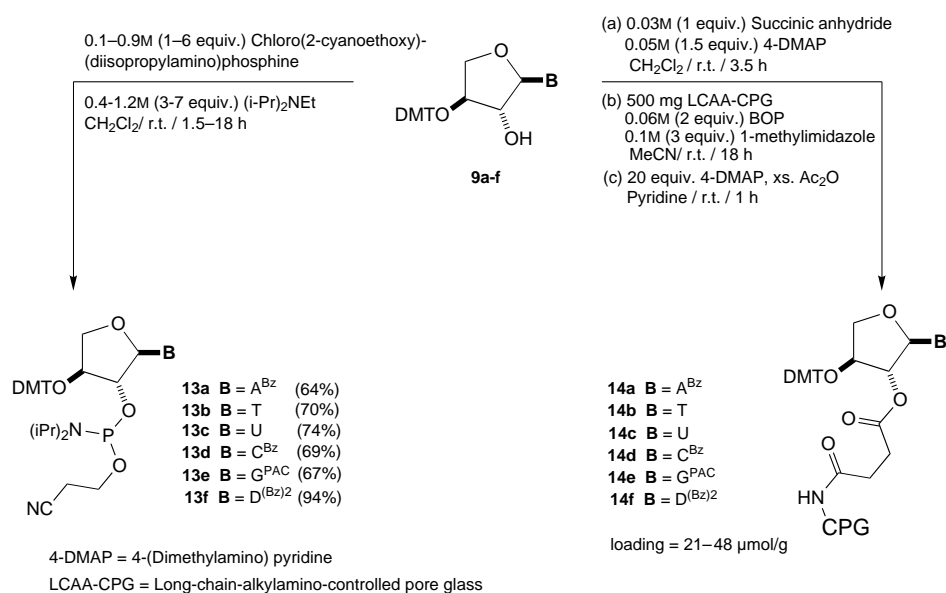 0.1–0.9M (1–6 equiv.) Chloro(2-cyanoethoxy)-
(diisopropylamino)phosphine
0.4-1.2M (3-7 equiv.) (i-Pr)2NEt
CH2Cl2/ r.t. / 1.5–18 h
O
B
DMTO
OH
9a-f
(a) 0.03M (1 equiv.) Succinic anhydride
0.05M (1.5 equiv.) 4-DMAP
CH2Cl2 / r.t. / 3.5 h
(b) 500 mg LCAA-CPG
0.06M (2 equiv.) BOP
0.1M (3 equiv.) 1-methylimidazole
MeCN/ r.t. / 18 h
(c) 20 equiv. 4-DMAP, xs. Ac2O
Pyridine / r.t. / 1 h
O
B
DMTO
O
(iPr)2N
P
O
NC
13a B = A^Bz (64%)
13b B = T (70%)
13c B = U (74%)
13d B = C^Bz (69%)
13e B = G^PAC (67%)
13f B = D^(Bz)2 (94%)
14a B = A^Bz
14b B = T
14c B = U
14d B = C^Bz
14e B = G^PAC
14f B = D^(Bz)2
loading = 21–48 µmol/g
O
B
DMTO
O
O
O
HN
CPG
4-DMAP = 4-(Dimethylamino) pyridine
LCAA-CPG = Long-chain-alkylamino-controlled pore glass